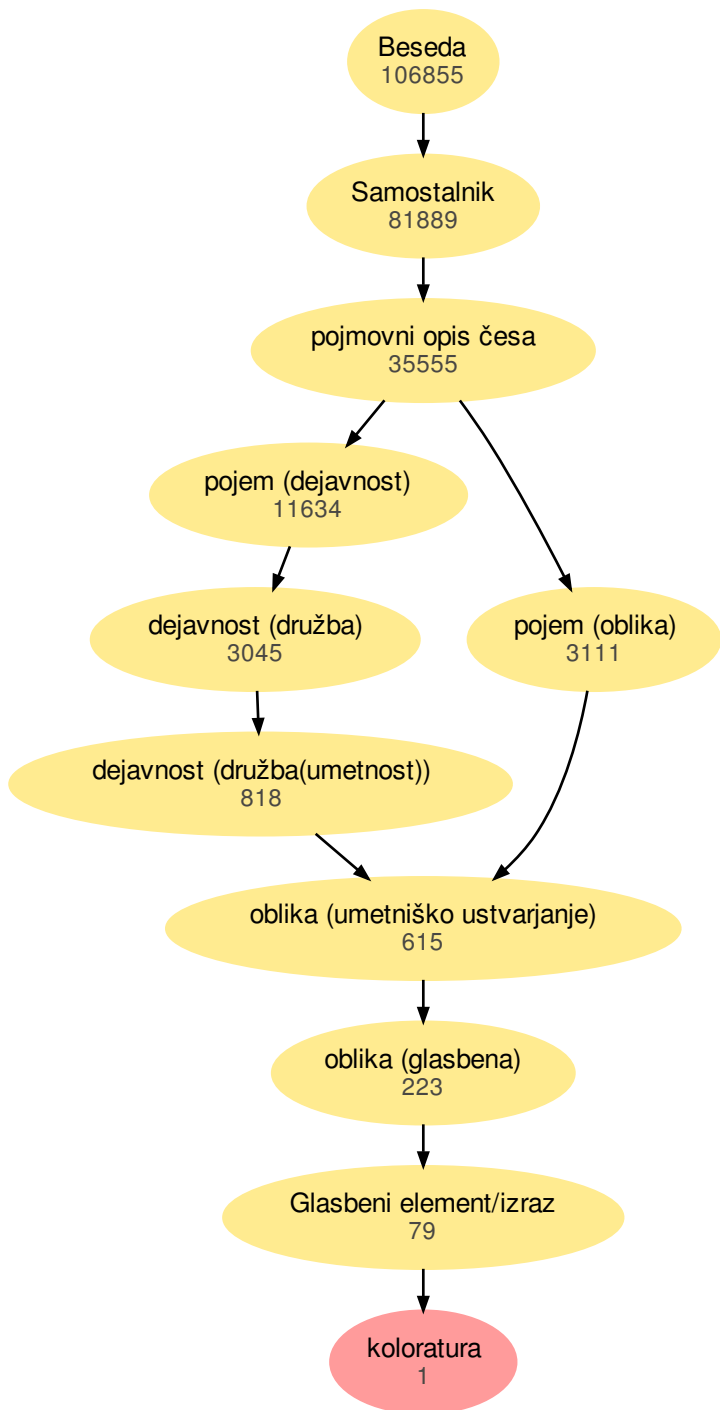 Beseda
106855
Samostalnik
81889
pojmovni opis česa
35555
pojem (dejavnost)
11634
dejavnost (družba)
3045
pojem (oblika)
3111
dejavnost (družba(umetnost))
818
oblika (umetniško ustvarjanje)
615
oblika (glasbena)
223
Glasbeni element/izraz
79
koloratura
1